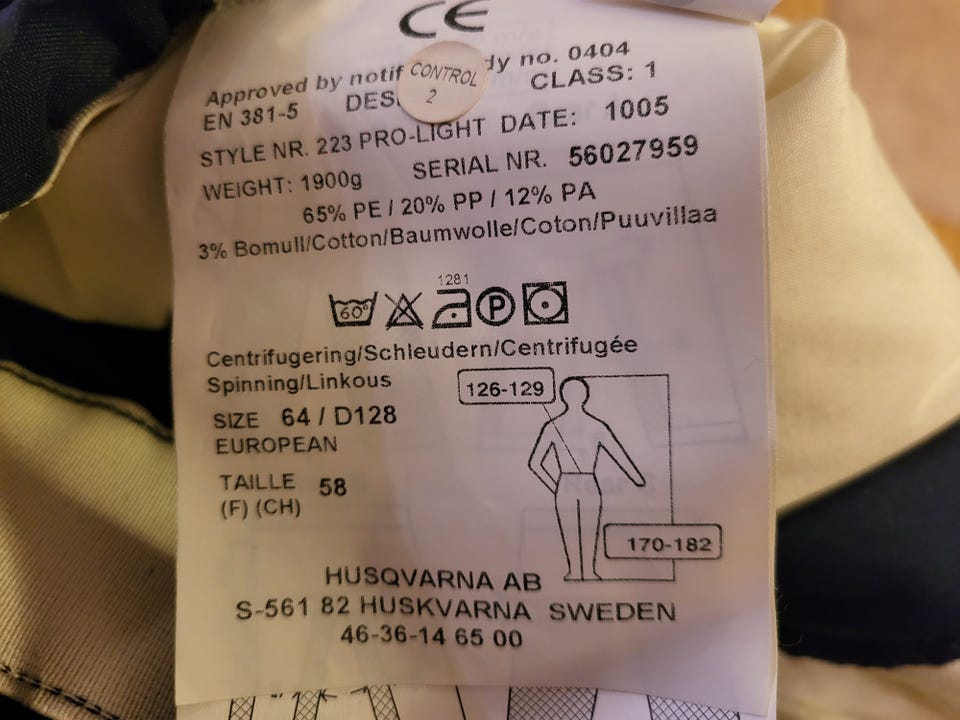 CE
Approved by notif dy no. 0404
CONTROL
2
EN 381-5 DES CLASS: 1
STYLE NR. 223 PRO-LIGHT DATE: 1005
WEIGHT: 1900g SERIAL NR. 56027959
65% PE / 20% PP / 12% PA
3% Bomull/Cotton/Baumwolle/Coton/Puuvillaa
1281
60° P
Centrifugering/Schleudern/Centrifugée
Spinning/Linkous
126-129
SIZE 64 / D128
EUROPEAN
TAILLE 58
(F) (CH)
170-182
HUSQVARNA AB
S-561 82 HUSKVARNA SWEDEN
46-36-14 65 00